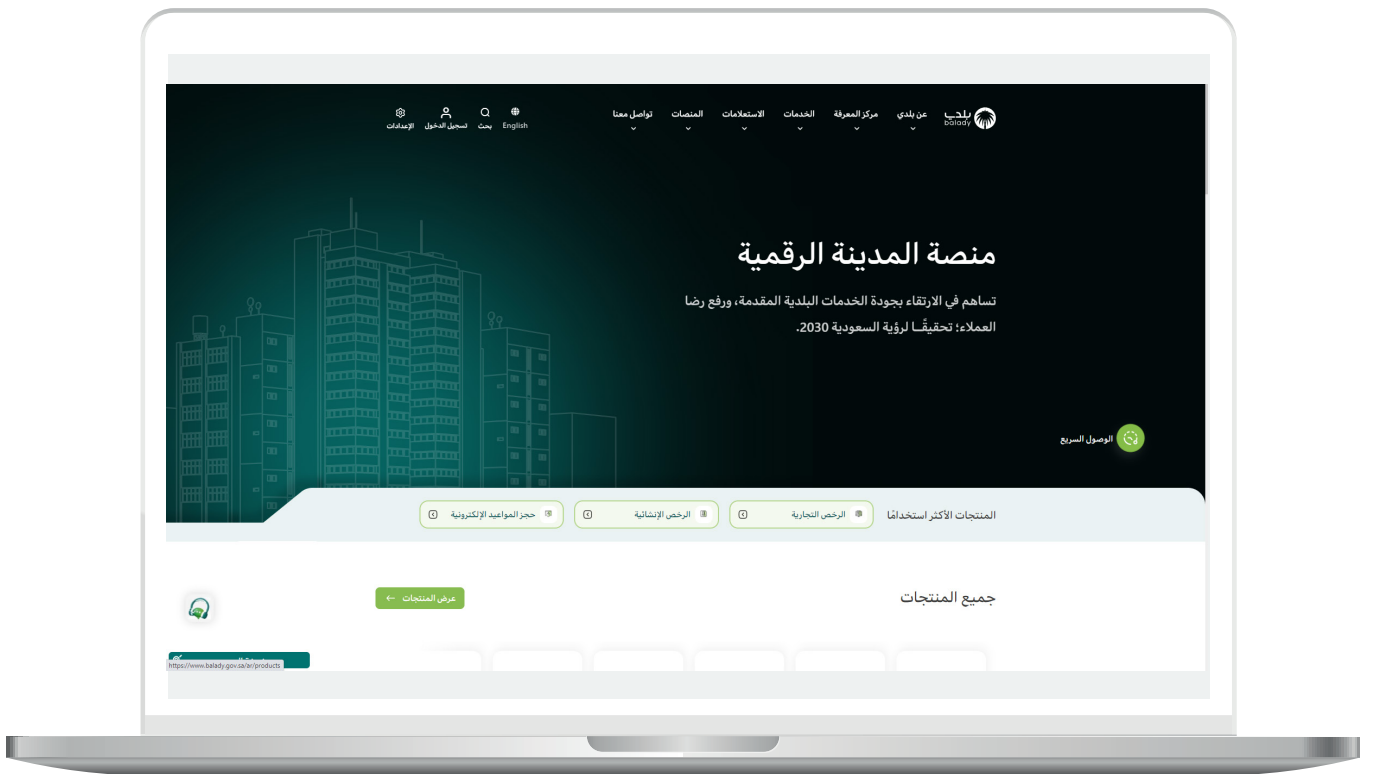 بلدي
balady
عن بلدي
مركز المعرفة
الخدمات
الاستعلامات
المنصات
تواصل معنا
English
بحث
تسجيل الدخول
الإعدادات
منصة المدينة الرقمية
تساهم في الارتقاء بجودة الخدمات البلدية المقدمة، ورفع رضا
العملاء؛ تحقيقًـا لرؤية السعودية 2030.
الوصول السريع
المنتجات الأكثر استخدامًا
الرخص التجارية
الرخص الإنشائية
حجز المواعيد الإلكترونية
جميع المنتجات
عرض المنتجات ←
https://www.balady.gov.sa/ar/products